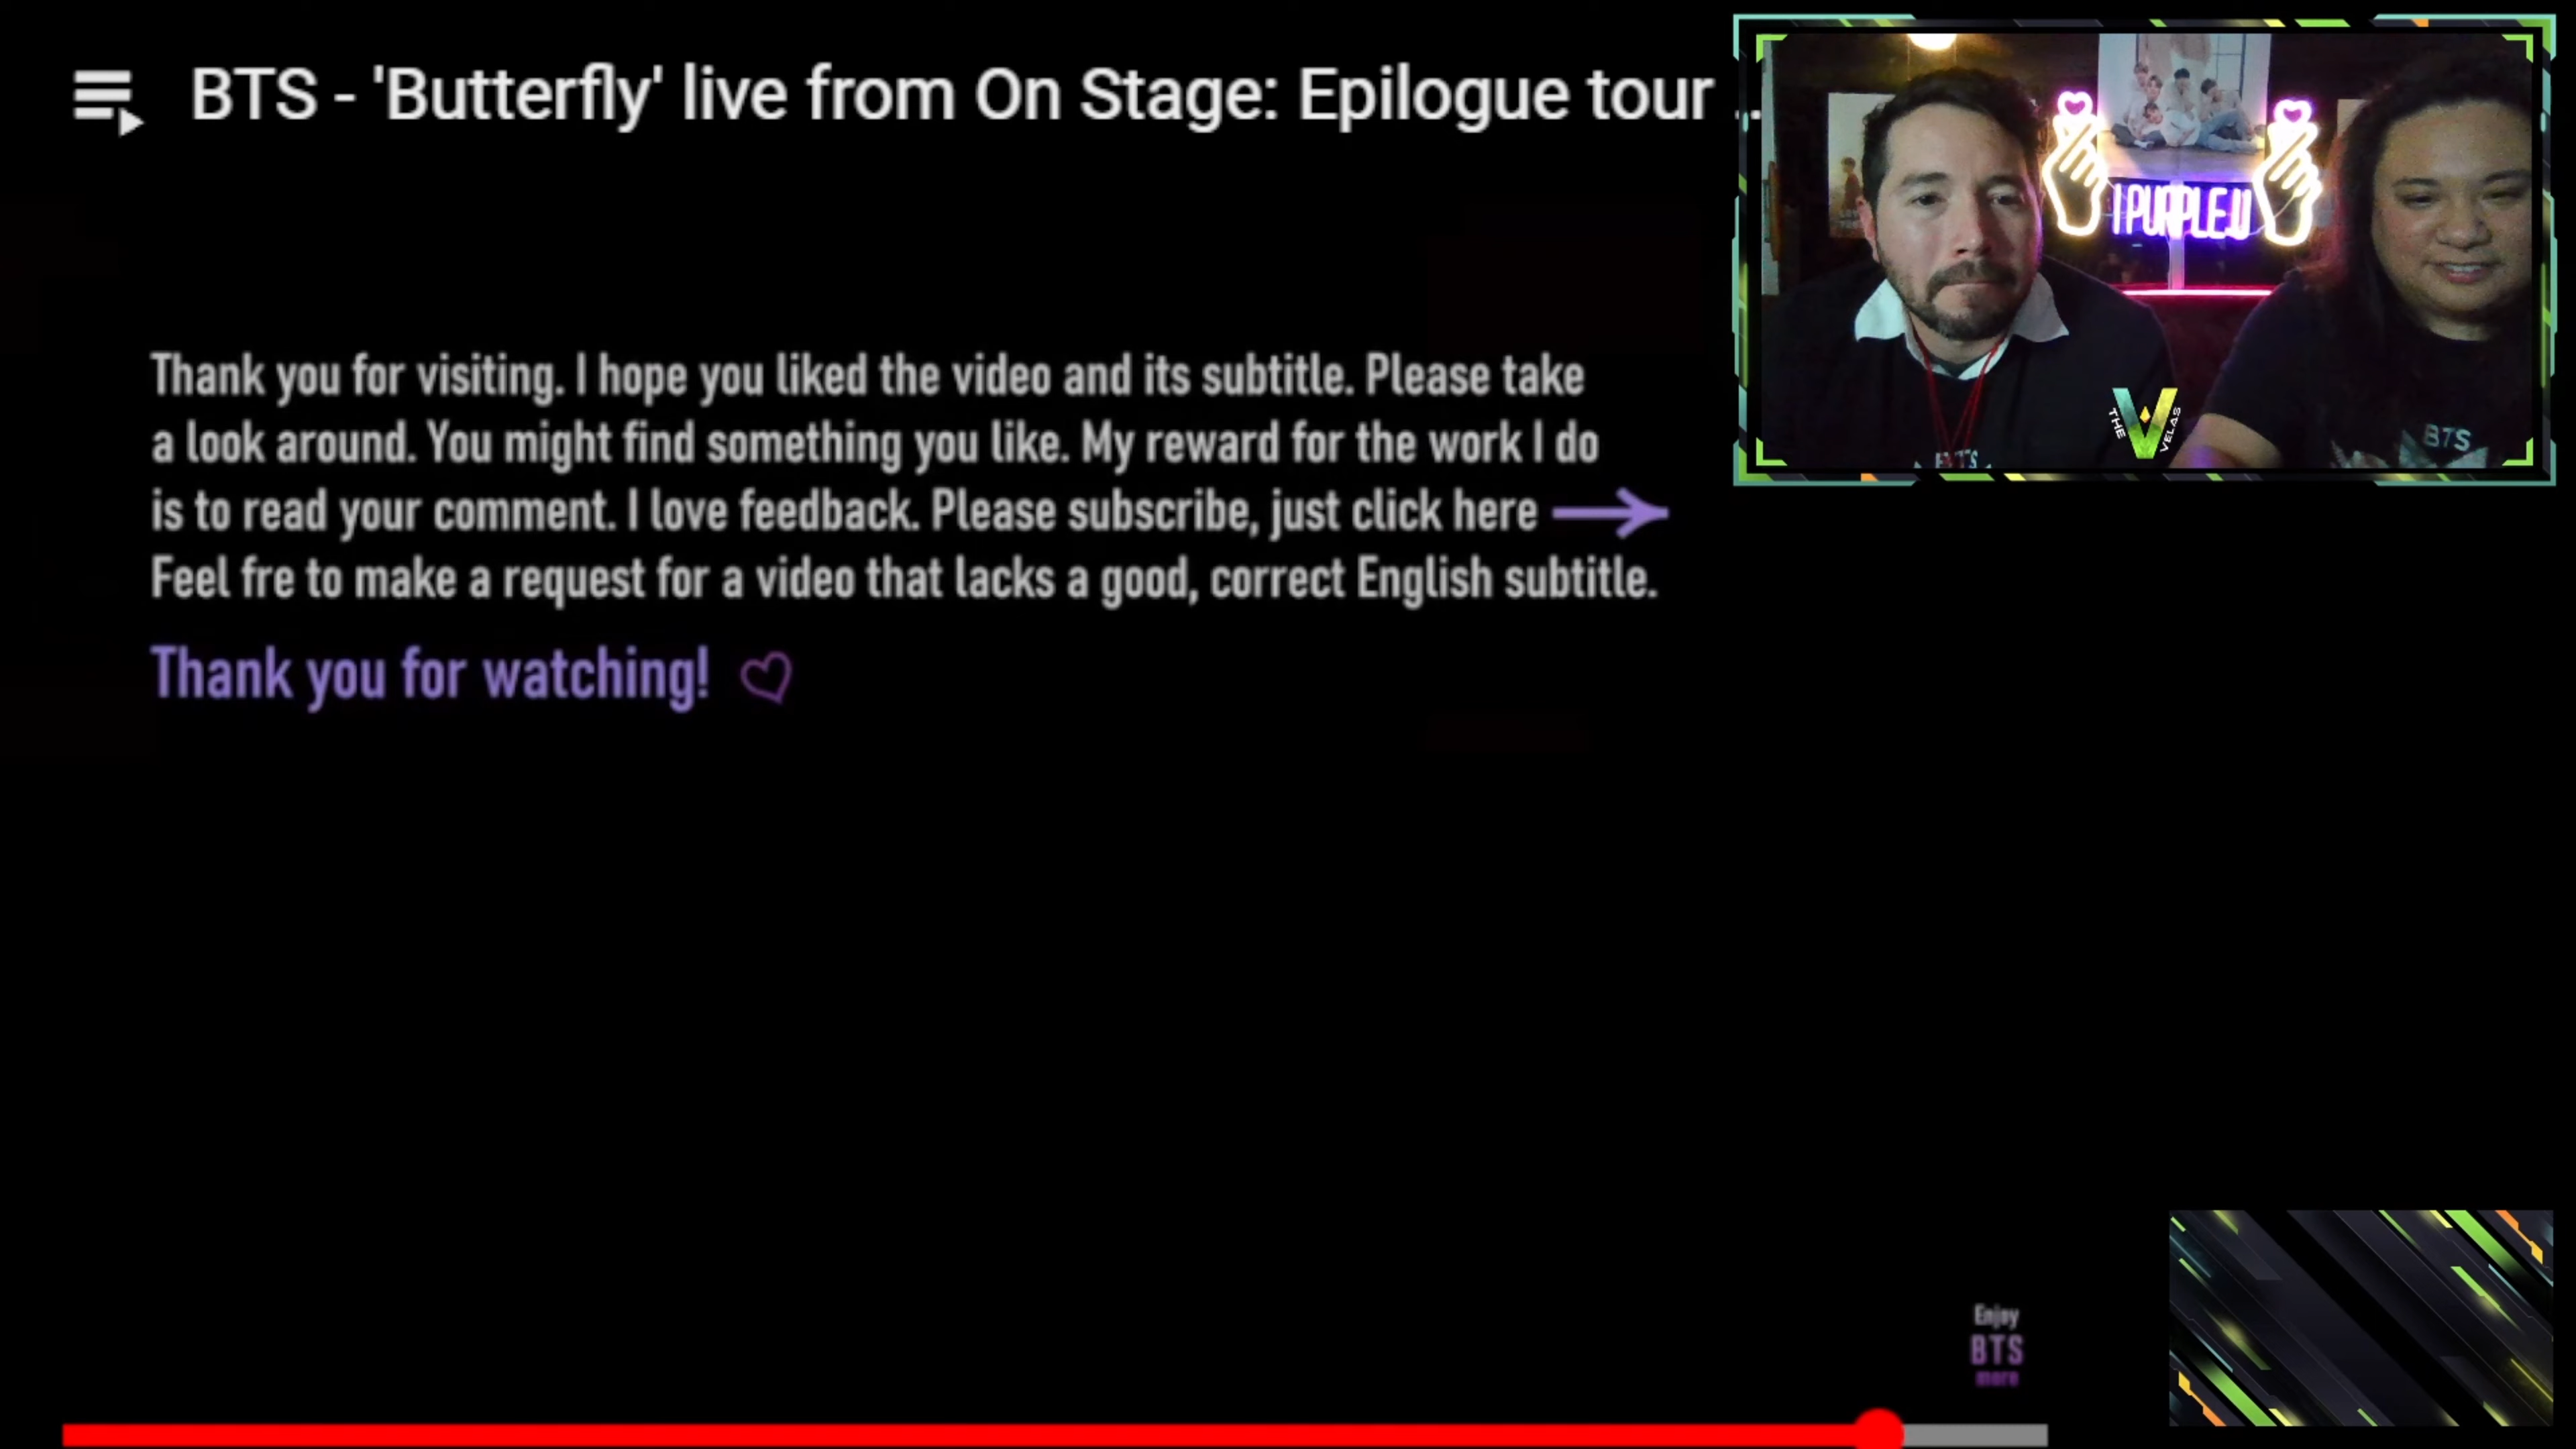 BTS - 'Butterfly' live from On Stage: Epilogue tour ...
I PURPLE U
BTS
BTS
THE V VELAS
Thank you for visiting. I hope you liked the video and its subtitle. Please take
a look around. You might find something you like. My reward for the work I do
is to read your comment. I love feedback. Please subscribe, just click here
Feel fre to make a request for a video that lacks a good, correct English subtitle.
Thank you for watching!
Enjoy
BTS
more